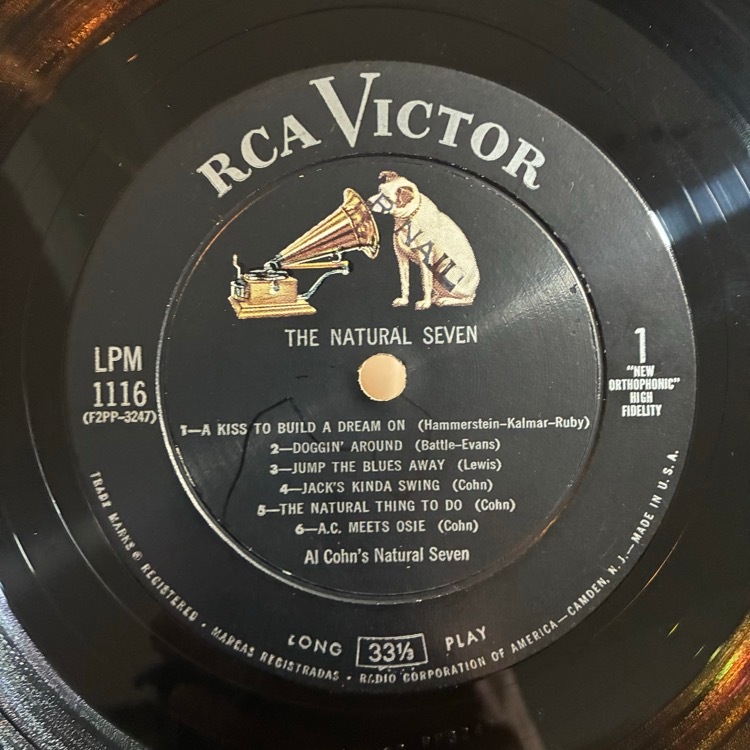 RCA VICTOR
B NAIL
THE NATURAL SEVEN
LPM
1116
(F2PP-3247)
1
"NEW
ORTHOPHONIC"
HIGH
FIDELITY
1—A KISS TO BUILD A DREAM ON (Hammerstein–Kalmar–Ruby)
2—DOGGIN' AROUND (Battle–Evans)
3—JUMP THE BLUES AWAY (Lewis)
4—JACK'S KINDA SWING (Cohn)
5—THE NATURAL THING TO DO (Cohn)
6—A.C. MEETS OSIE (Cohn)
Al Cohn's Natural Seven
LONG 33⅓ PLAY
TRADE MARKS ® REGISTERED • MARCAS REGISTRADAS • RADIO CORPORATION OF AMERICA—CAMDEN, N. J.—MADE IN U.S.A.